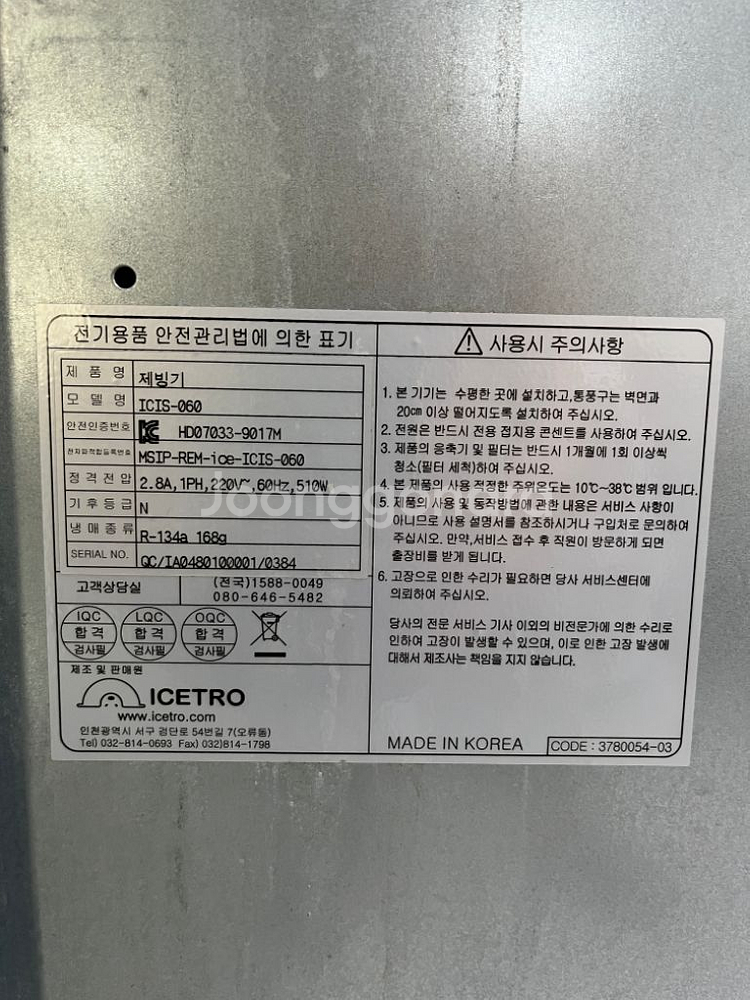 전기용품 안전관리법에 의한 표기
제 품 명 제빙기
모 델 명 ICIS-060
안전인증번호 HD07033-9017M
전자파적합등록번호 MSIP-REM-ice-ICIS-060
정 격 전 압 2.8A,1PH,220V~,60Hz,510W
기 후 등 급 N
냉 매 종 류 R-134a 168g
SERIAL NO. QC/IA0480100001/0384
고객상담실 (전국)1588-0049
080-646-5482
IQC 합 격 검사필
LQC 합 격 검사필
OQC 합 격 검사필
제조 및 판매원
ICETRO
www.icetro.com
인천광역시 서구 검단로 54번길 7(오류동)
Tel) 032-814-0693 Fax) 032)814-1798
사용시 주의사항
1. 본 기기는 수평한 곳에 설치하고,통풍구는 벽면과
20cm 이상 떨어지도록 설치하여 주십시오.
2. 전원은 반드시 전용 접지용 콘센트를 사용하여 주십시오.
3. 제품의 응축기 및 필터는 반드시 1개월에 1회 이상씩
청소(필터 세척)하여 주십시오.
4. 본 제품의 사용 적정한 주위온도는 10℃~38℃ 범위 입니다.
5. 제품의 사용 및 동작방법에 관한 내용은 서비스 사항이
아니므로 사용 설명서를 참조하시거나 구입처로 문의하여
주십시오. 만약,서비스 접수 후 직원이 방문하게 되면
출장비를 받게 됩니다.
6. 고장으로 인한 수리가 필요하면 당사 서비스센터에
의뢰하여 주십시오.
당사의 전문 서비스 기사 이외의 비전문가에 의한 수리로
인하여 고장이 발생할 수 있으며, 이로 인한 고장 발생에
대해서 제조사는 책임을 지지 않습니다.
MADE IN KOREA
CODE : 3780054-03